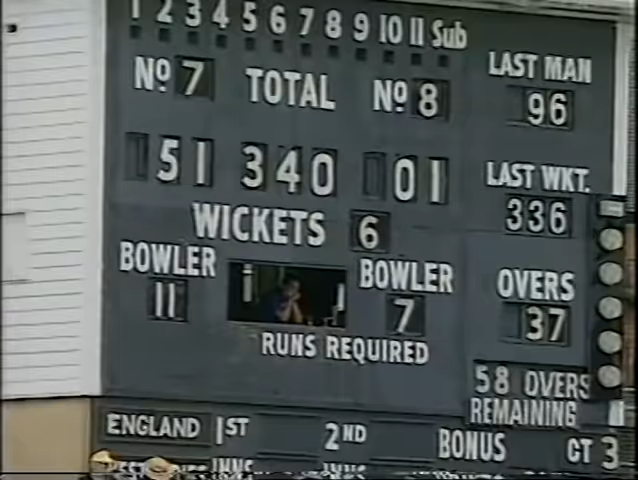 1 2 3 4 5 6 7 8 9 10 11 Sub
Nº 7 TOTAL Nº 8 LAST MAN
96
51 340 01 LAST WKT.
336
WICKETS 6
BOWLER BOWLER OVERS
11 7 37
RUNS REQUIRED
58 OVERS
REMAINING
ENGLAND 1ST 2ND BONUS CT 3